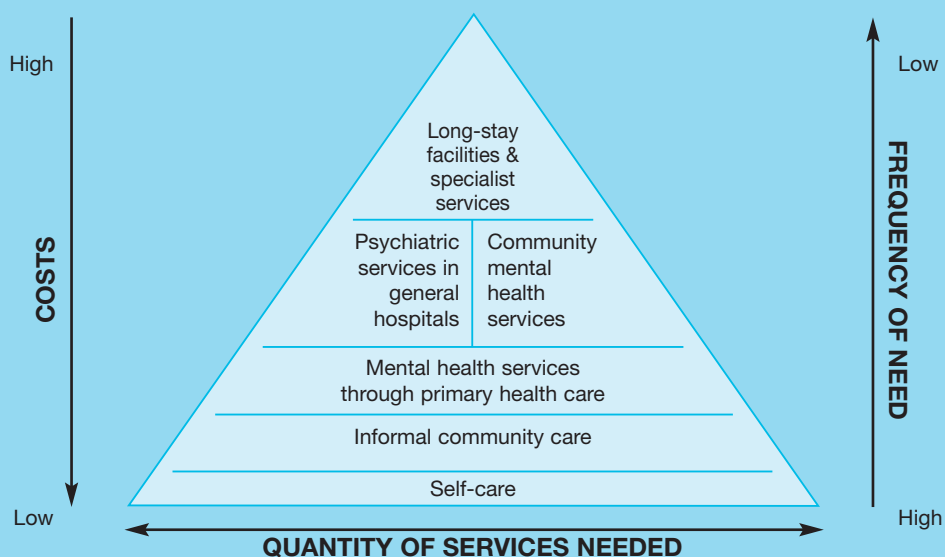 High
Low
Long-stay
facilities &
specialist
services
COSTS
FREQUENCY OF NEED
Psychiatric
services in
general
hospitals
Community
mental
health
services
Mental health services
through primary health care
Informal community care
Self-care
Low
High
QUANTITY OF SERVICES NEEDED